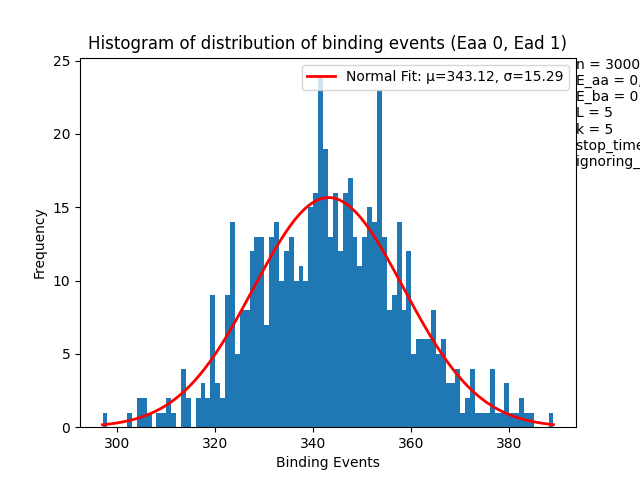 Histogram of distribution of binding events (Eaa 0, Ead 1)
Normal Fit: μ=343.12, σ=15.29
n = 3000
E_aa = 0,
E_ba = 0
L = 5
k = 5
stop_time
ignoring_
25
20
15
10
5
0
Frequency
300 320 340 360 380
Binding Events